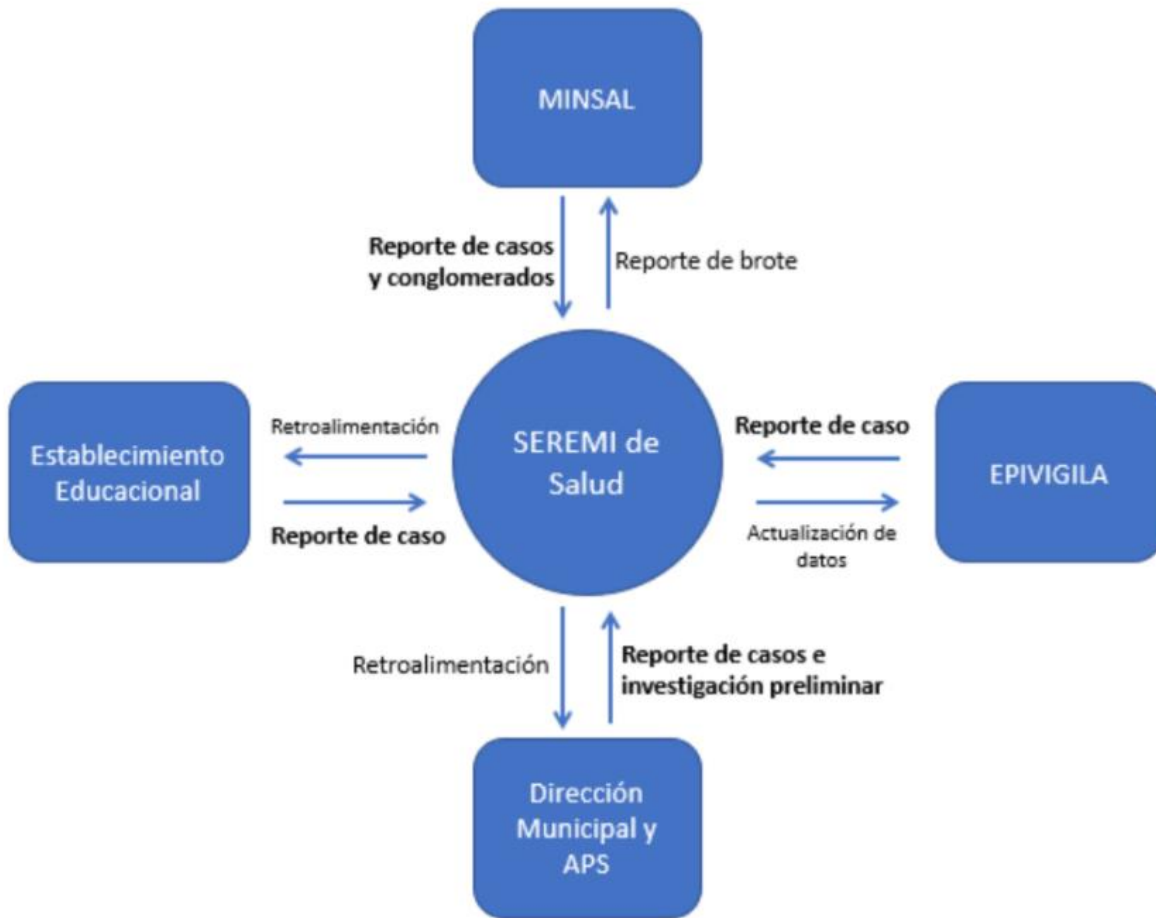 MINSAL
Reporte de casos
y conglomerados
Reporte de brote
Establecimiento
Educacional
Retroalimentación
Reporte de caso
SEREMI de
Salud
Reporte de caso
Actualización de
datos
EPIVIGILA
Retroalimentación
Reporte de casos e
investigación preliminar
Dirección
Municipal y
APS